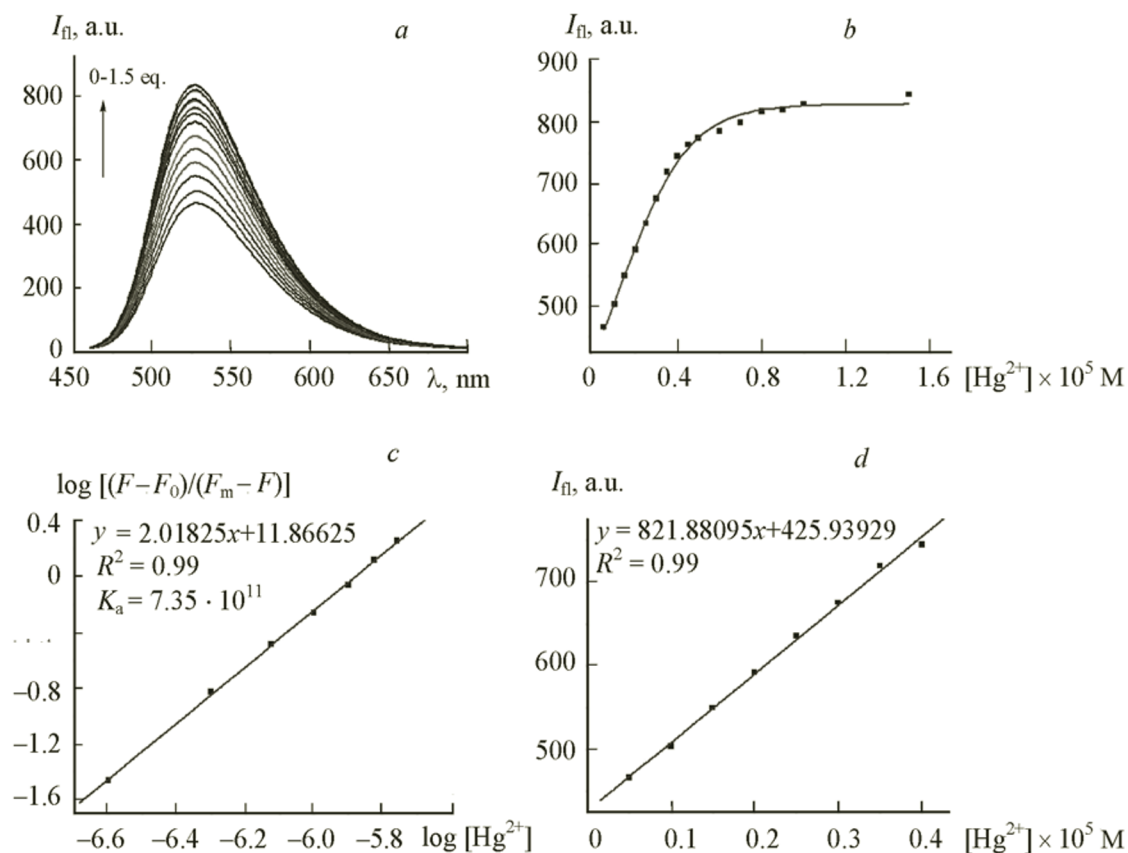 I_fl, a.u.
a
0-1.5 eq.
800
600
400
200
0
450 500 550 600 650 λ, nm
I_fl, a.u.
b
900
800
700
600
500
0 0.4 0.8 1.2 1.6 [Hg²⁺] × 10⁵ M
c
log [(F–F₀)/(Fₘ – F)]
0.4
y = 2.01825x+11.86625
R² = 0.99
Kₐ = 7.35 · 10¹¹
0
–0.8
–1.2
–1.6
–6.6 –6.4 –6.2 –6.0 –5.8 log [Hg²⁺]
d
I_fl, a.u.
y = 821.88095x+425.93929
R² = 0.99
700
600
500
0 0.1 0.2 0.3 0.4 [Hg²⁺] × 10⁵ M